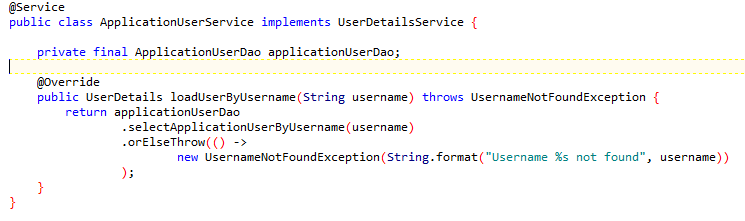 @Service
public class ApplicationUserService implements UserDetailsService {
private final ApplicationUserDao applicationUserDao;
@Override
public UserDetails loadUserByUsername(String username) throws UsernameNotFoundException {
return applicationUserDao
.selectApplicationUserByUsername(username)
.orElseThrow(() ->
new UsernameNotFoundException(String.format("Username %s not found", username))
);
}
}